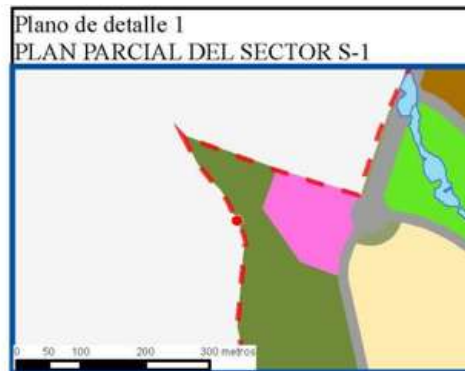 Plano de detalle 1
PLAN PARCIAL DEL SECTOR S-1
0 50 100 200 300 metros